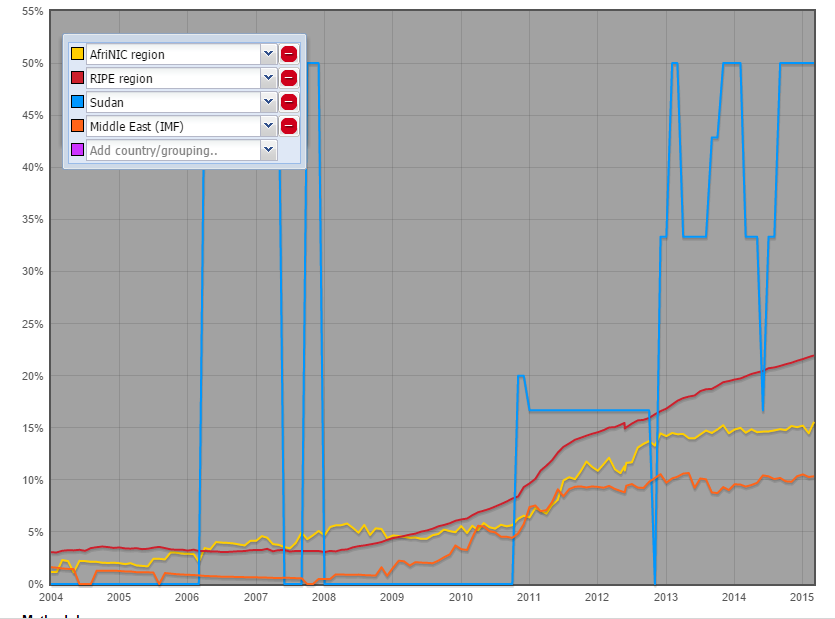 55%
50%
45%
40%
35%
30%
25%
20%
15%
10%
5%
0%
AfriNIC region
RIPE region
Sudan
Middle East (IMF)
Add country/grouping..
2004 2005 2006 2007 2008 2009 2010 2011 2012 2013 2014 2015